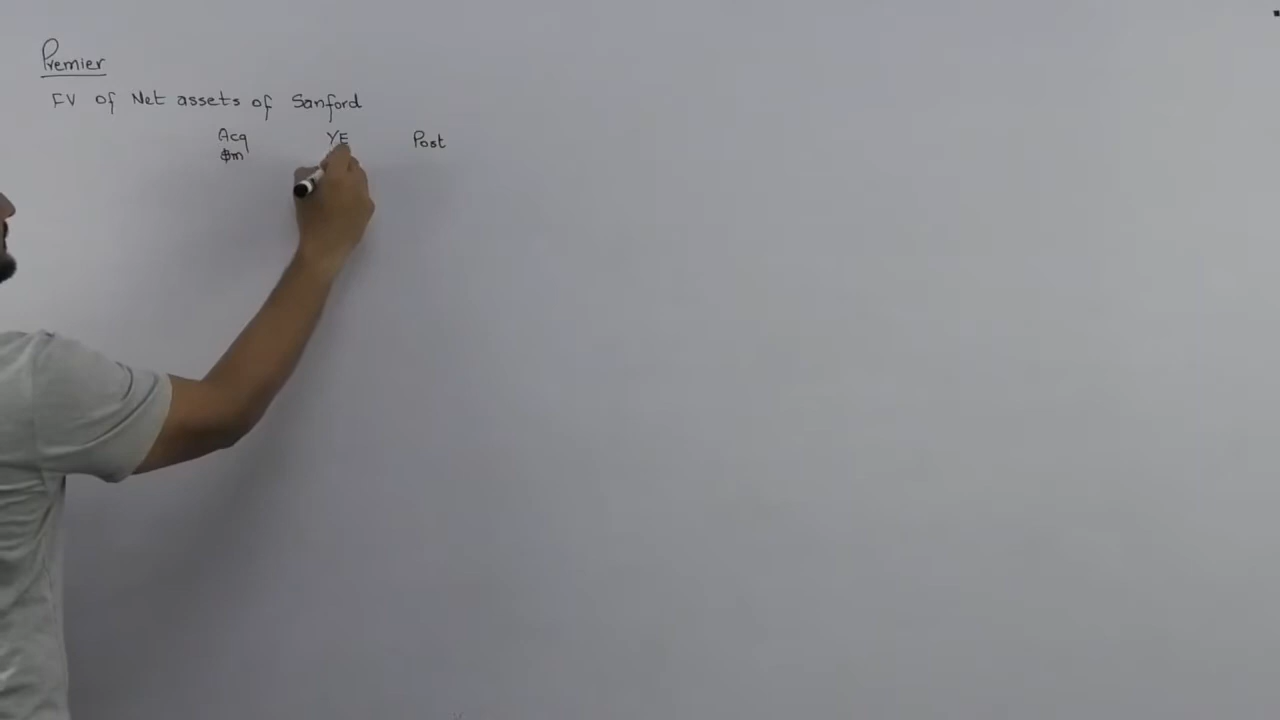 Premier
FV of Net assets of Sanford
Acq YE Post
$m